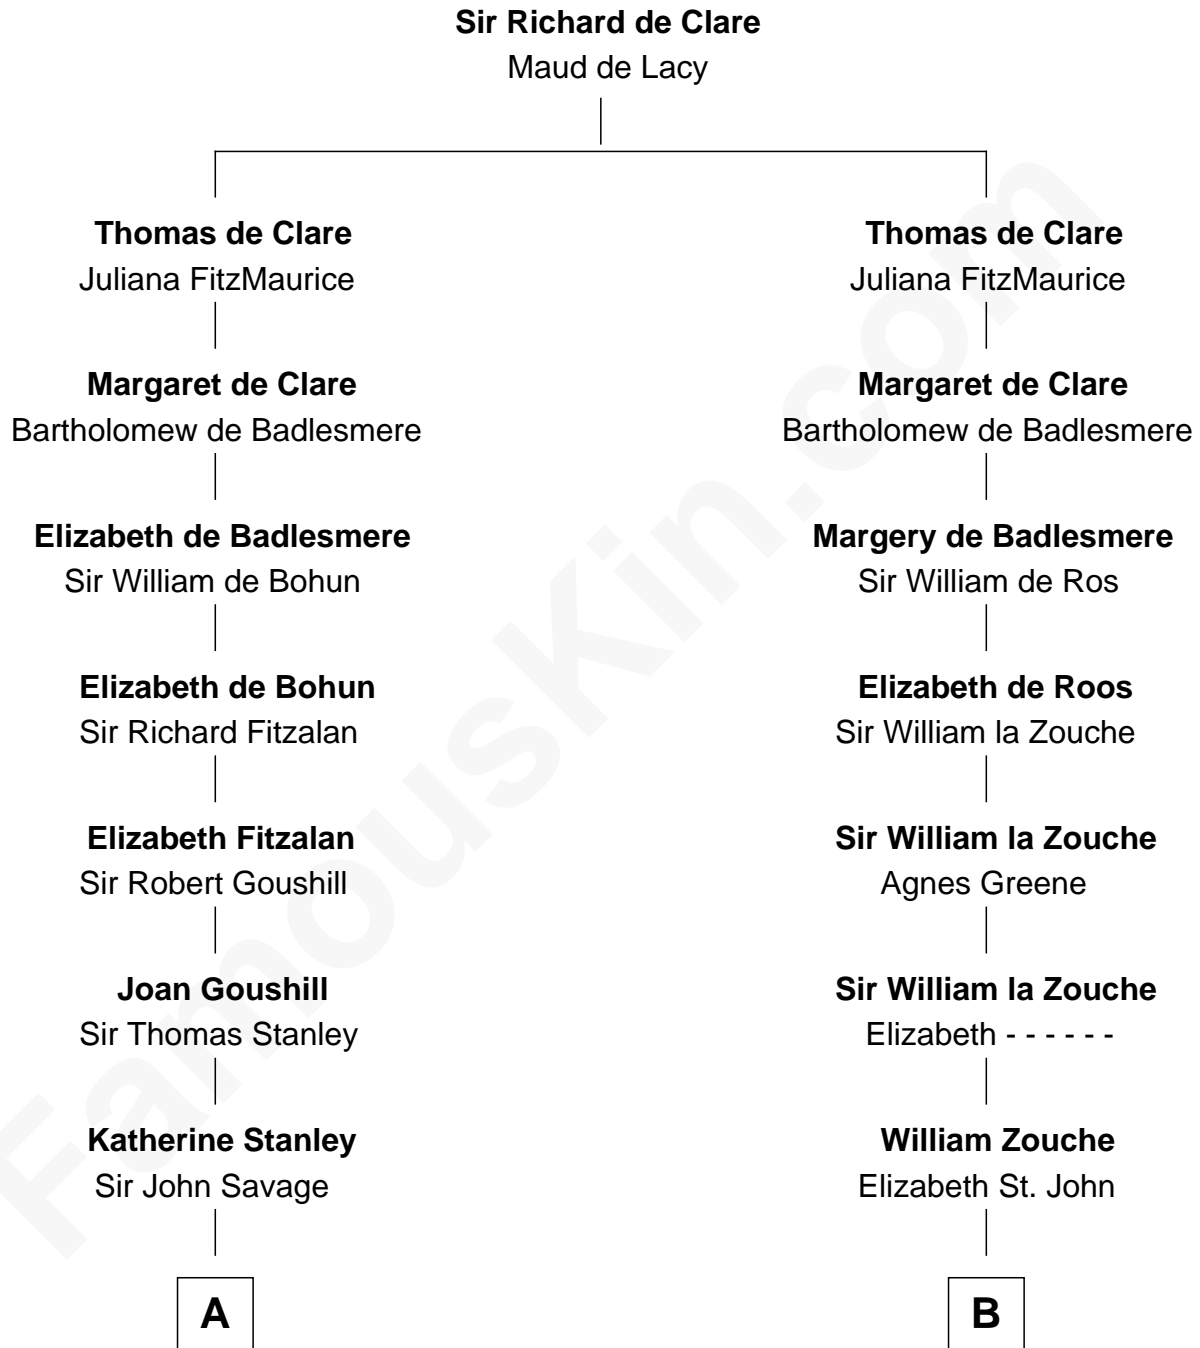 Sir Richard de Clare
Maud de Lacy
Thomas de Clare
Juliana FitzMaurice
Margaret de Clare
Bartholomew de Badlesmere
Elizabeth de Badlesmere
Sir William de Bohun
Elizabeth de Bohun
Sir Richard Fitzalan
Elizabeth Fitzalan
Sir Robert Goushill
Joan Goushill
Sir Thomas Stanley
Katherine Stanley
Sir John Savage
A
Thomas de Clare
Juliana FitzMaurice
Margaret de Clare
Bartholomew de Badlesmere
Margery de Badlesmere
Sir William de Ros
Elizabeth de Roos
Sir William la Zouche
Sir William la Zouche
Agnes Greene
Sir William la Zouche
Elizabeth - - - - - -
William Zouche
Elizabeth St. John
B
FamousKin.com